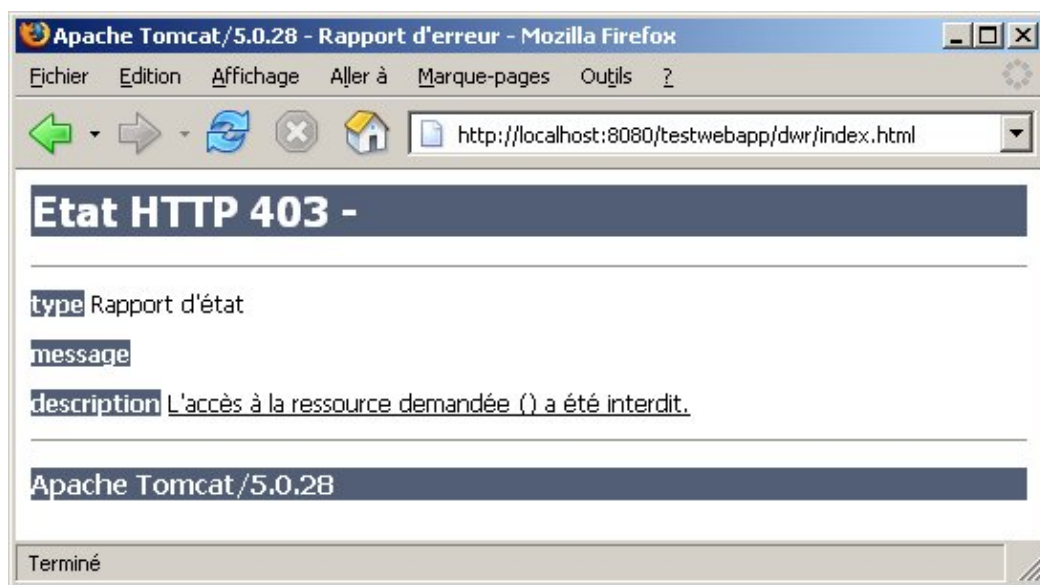 Apache Tomcat/5.0.28 - Rapport d'erreur - Mozilla Firefox
Fichier Edition Affichage Aller à Marque-pages Outils ?
http://localhost:8080/testwebapp/dwr/index.html
Etat HTTP 403 -
type Rapport d'état
message
description L'accès à la ressource demandée () a été interdit.
Apache Tomcat/5.0.28
Terminé